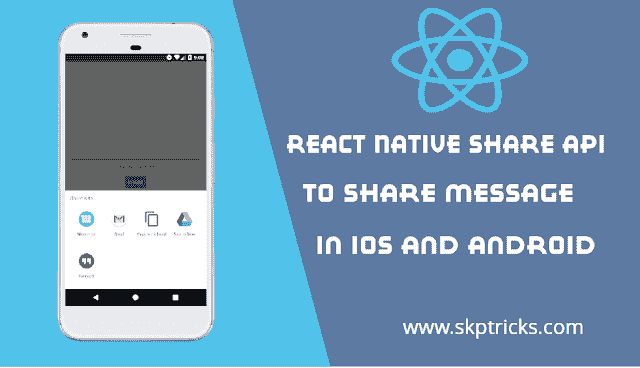 REACT NATIVE SHARE API
TO SHARE MESSAGE
IN IOS AND ANDROID
www.skptricks.com